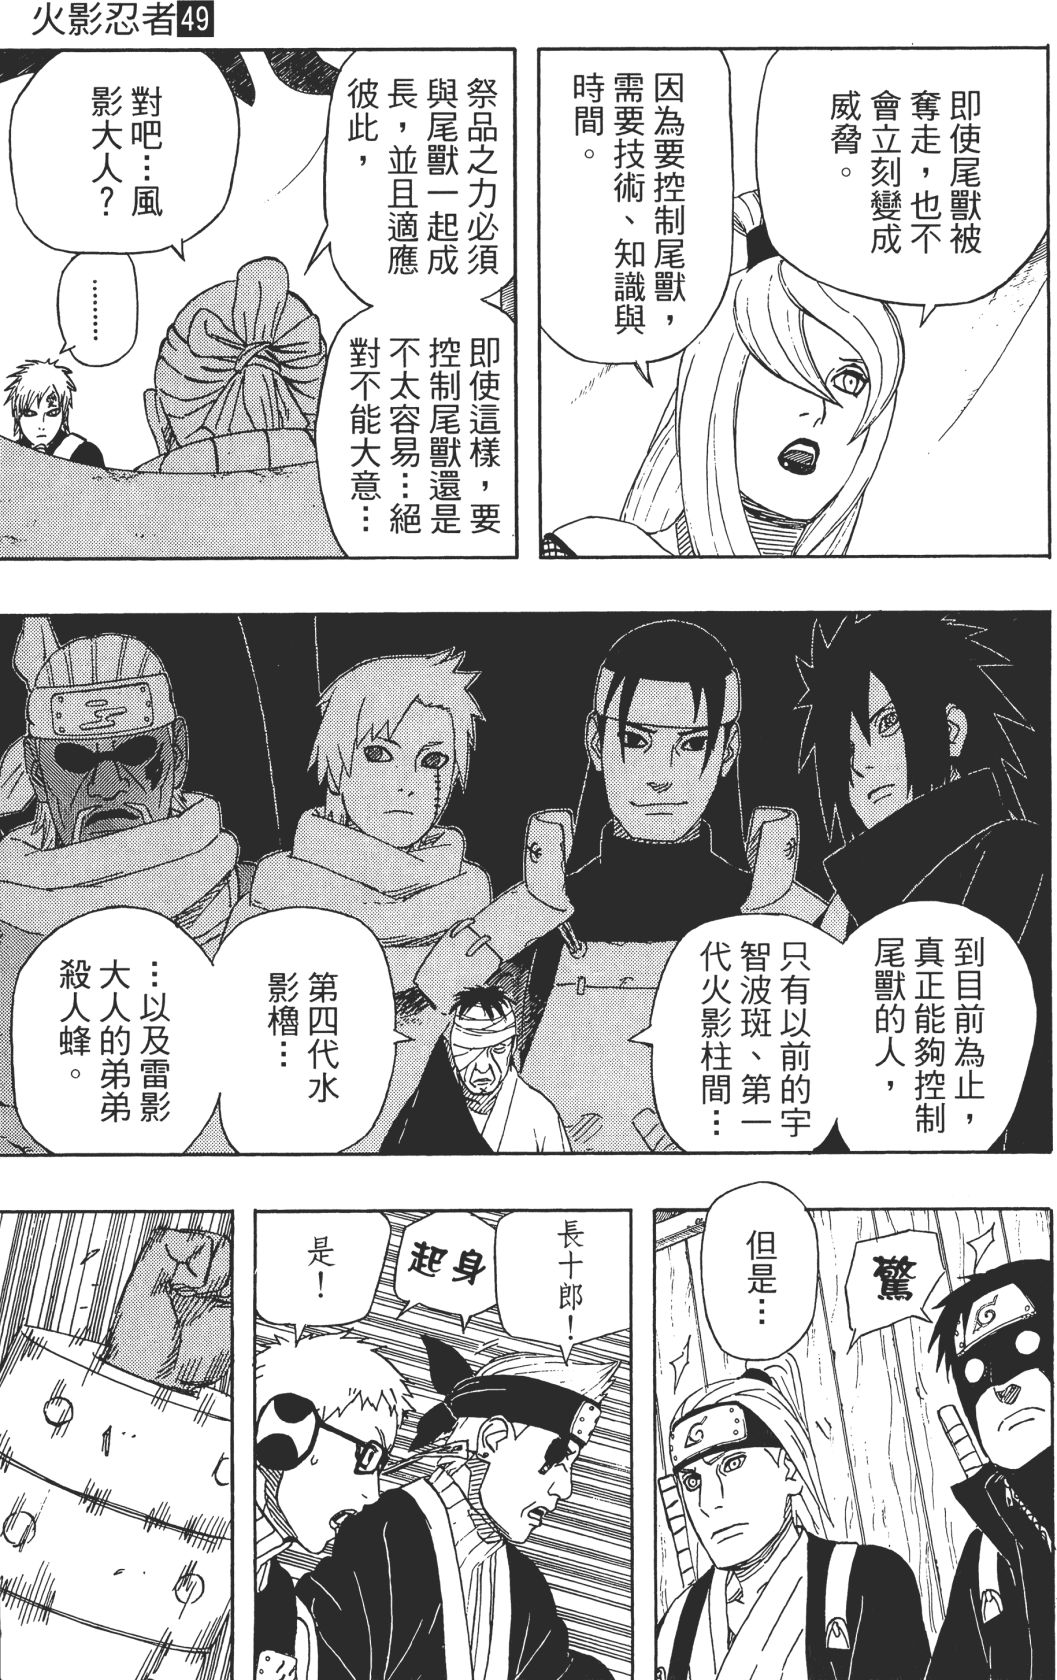 火影忍者49
即使尾獸被
奪走，也不
會立刻變成
威脅。
因為要控制尾獸，
需要技術、知識與
時間。
祭品之力必須
與尾獸一起成
長，並且適應
彼此，
即使這樣，要
控制尾獸還是
不太容易…絕
對不能大意…
對吧…風
影大人？
………
到目前為止，
真正能夠控制
尾獸的人，
只有以前的宇
智波斑、第一
代火影柱間…
第四代水
影櫓…
…以及雷影
大人的弟弟
殺人蜂。
驚
但是…
長十郎！
起身
是！